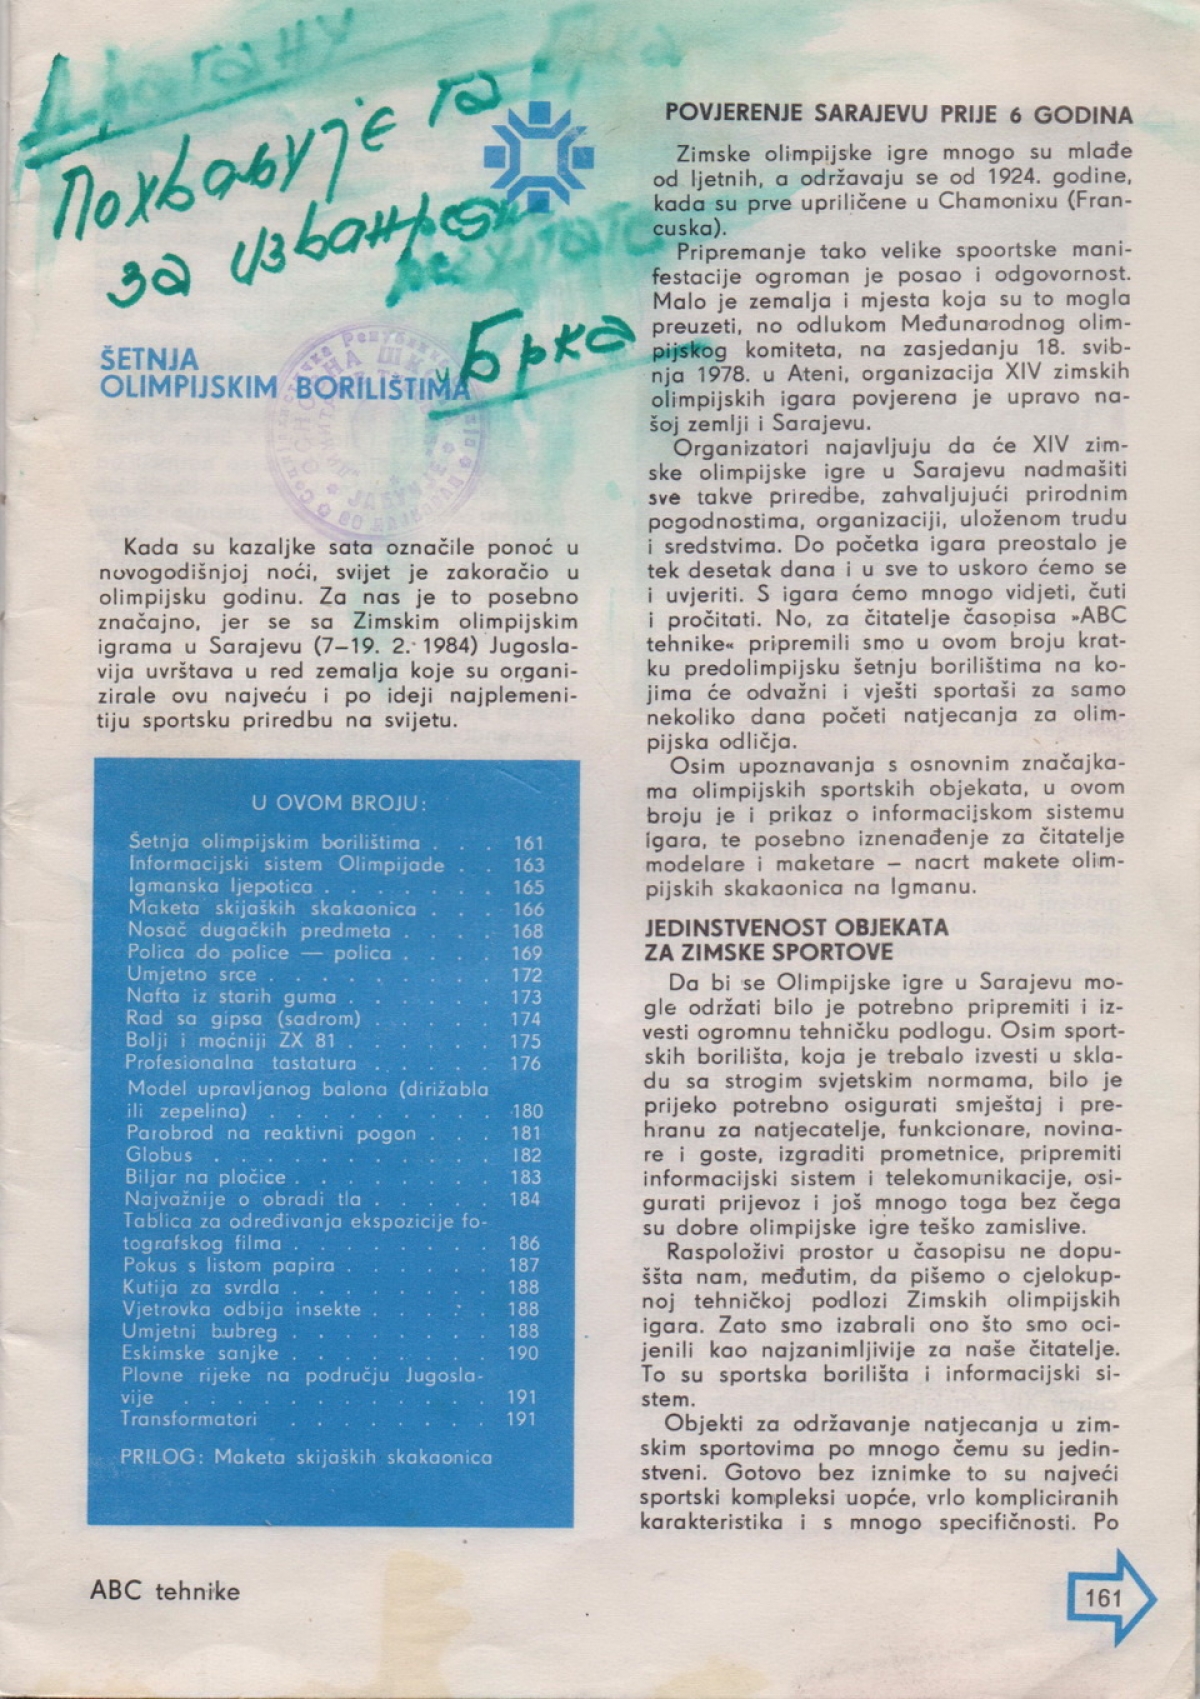 Похваљује га
за изванредн
Брка
ŠETNJA
OLIMPIJSKIM BORILIŠTIMA
Kada su kazaljke sata označile ponoć u
novogodišnjoj noći, svijet je zakoračio u
olimpijsku godinu. Za nas je to posebno
značajno, jer se sa Zimskim olimpijskim
igrama u Sarajevu (7–19. 2. 1984) Jugosla-
vija uvrštava u red zemalja koje su organi-
zirale ovu najveću i po ideji najplemeni-
tiju sportsku priredbu na svijetu.
U OVOM BROJU:
Šetnja olimpijskim borilištima . . . 161
Informacijski sistem Olimpijade . . 163
Igmanska ljepotica . . . . . . . 165
Maketa skijaških skakaonica . . . 166
Nosač dugačkih predmeta . . . . 168
Polica do police — polica . . . . 169
Umjetno srce . . . . . . . . . 172
Nafta iz starih guma . . . . . . 173
Rad sa gipsa (sadrom) . . . . . 174
Bolji i moćniji ZX 81 . . . . . . 175
Profesionalna tastatura . . . . . 176
Model upravljanog balona (dirižabla
ili zepelina) . . . . . . . . . 180
Parobrod na reaktivni pogon . . . 181
Globus . . . . . . . . . . . 182
Biljar na pločice . . . . . . . . 183
Najvažnije o obradi tla . . . . . 184
Tablica za određivanja ekspozicije fo-
tografskog filma . . . . . . . . 186
Pokus s listom papira . . . . . . 187
Kutija za svrdla . . . . . . . . 188
Vjetrovka odbija insekte . . . . . 188
Umjetni bubreg . . . . . . . . 188
Eskimske sanjke . . . . . . . . 190
Plovne rijeke na području Jugosla-
vije . . . . . . . . . . . . 191
Transformatori . . . . . . . . 191
PRILOG: Maketa skijaških skakaonica
POVJERENJE SARAJEVU PRIJE 6 GODINA
Zimske olimpijske igre mnogo su mlađe
od ljetnih, a održavaju se od 1924. godine,
kada su prve upriličene u Chamonixu (Fran-
cuska).
Pripremanje tako velike spoortske mani-
festacije ogroman je posao i odgovornost.
Malo je zemalja i mjesta koja su to mogla
preuzeti, no odlukom Međunarodnog olim-
pijskog komiteta, na zasjedanju 18. svib-
nja 1978. u Ateni, organizacija XIV zimskih
olimpijskih igara povjerena je upravo na-
šoj zemlji i Sarajevu.
Organizatori najavljuju da će XIV zim-
ske olimpijske igre u Sarajevu nadmašiti
sve takve priredbe, zahvaljujući prirodnim
pogodnostima, organizaciji, uloženom trudu
i sredstvima. Do početka igara preostalo je
tek desetak dana i u sve to uskoro ćemo se
i uvjeriti. S igara ćemo mnogo vidjeti, čuti
i pročitati. No, za čitatelje časopisa »ABC
tehnike« pripremili smo u ovom broju krat-
ku predolimpijsku šetnju borilištima na ko-
jima će odvažni i vješti sportaši za samo
nekoliko dana početi natjecanja za olim-
pijska odličja.
Osim upoznavanja s osnovnim značajka-
ma olimpijskih sportskih objekata, u ovom
broju je i prikaz o informacijskom sistemu
igara, te posebno iznenađenje za čitatelje
modelare i maketare – nacrt makete olim-
pijskih skakaonica na Igmanu.
JEDINSTVENOST OBJEKATA
ZA ZIMSKE SPORTOVE
Da bi se Olimpijske igre u Sarajevu mo-
gle održati bilo je potrebno pripremiti i iz-
vesti ogromnu tehničku podlogu. Osim sport-
skih borilišta, koja je trebalo izvesti u skla-
du sa strogim svjetskim normama, bilo je
prijeko potrebno osigurati smještaj i pre-
hranu za natjecatelje, funkcionare, novina-
re i goste, izgraditi prometnice, pripremiti
informacijski sistem i telekomunikacije, osi-
gurati prijevoz i još mnogo toga bez čega
su dobre olimpijske igre teško zamislive.
Raspoloživi prostor u časopisu ne dopu-
ššta nam, međutim, da pišemo o cjelokup-
noj tehničkoj podlozi Zimskih olimpijskih
igara. Zato smo izabrali ono što smo oci-
jenili kao najzanimljivije za naše čitatelje.
To su sportska borilišta i informacijski si-
stem.
Objekti za održavanje natjecanja u zim-
skim sportovima po mnogo čemu su jedin-
stveni. Gotovo bez iznimke to su najveći
sportski kompleksi uopće, vrlo kompliciranih
karakteristika i s mnogo specifičnosti. Po
ABC tehnike
161